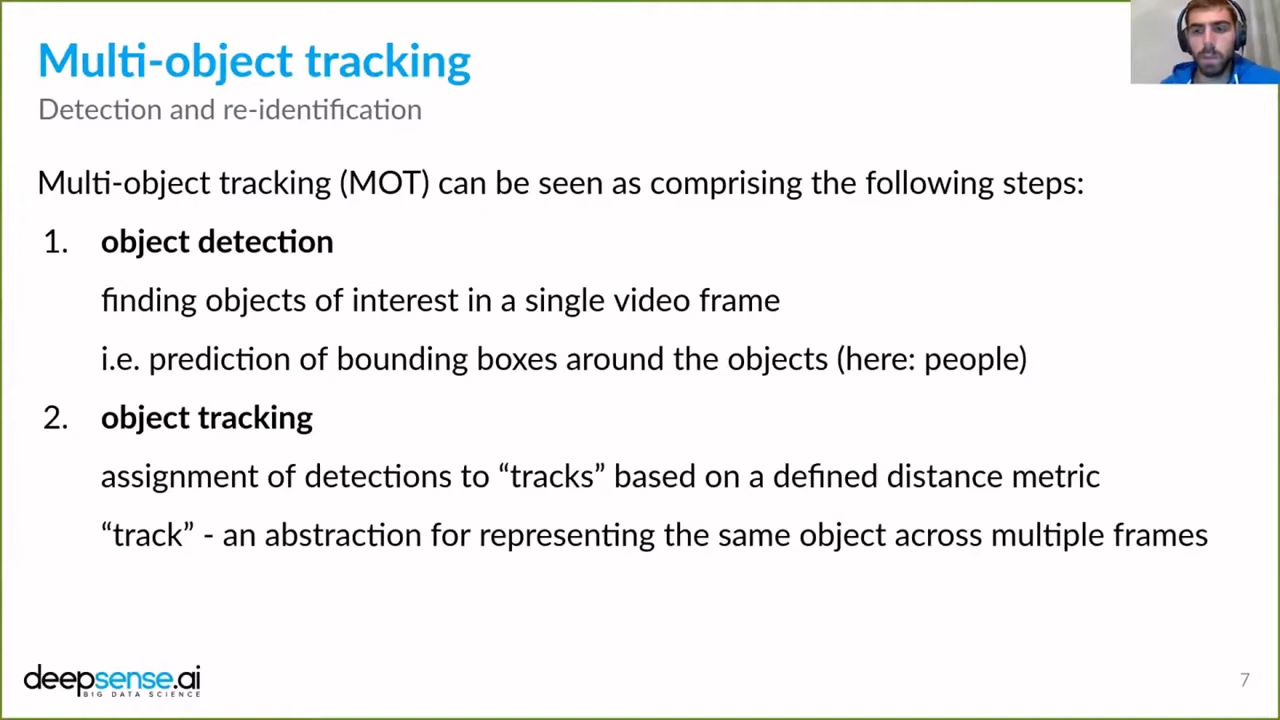 Multi-object tracking
Detection and re-identification
Multi-object tracking (MOT) can be seen as comprising the following steps:
1. object detection
finding objects of interest in a single video frame
i.e. prediction of bounding boxes around the objects (here: people)
2. object tracking
assignment of detections to “tracks” based on a defined distance metric
“track” - an abstraction for representing the same object across multiple frames
deepsense.ai
BIG DATA SCIENCE
7